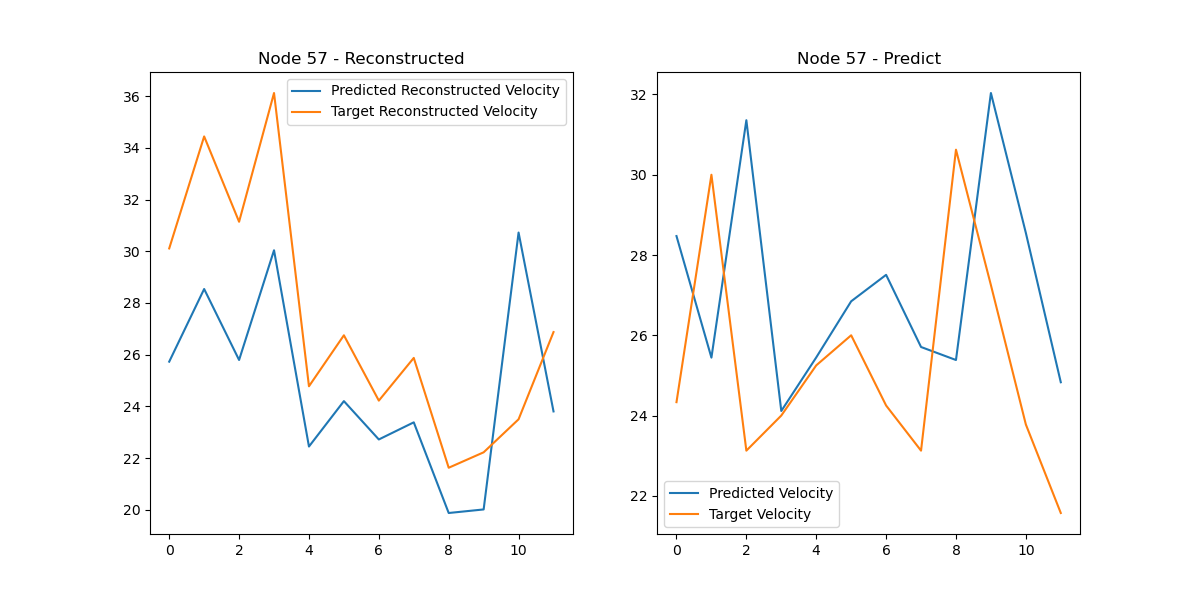 Node 57 - Reconstructed
Predicted Reconstructed Velocity
Target Reconstructed Velocity
36
34
32
30
28
26
24
22
20
0 2 4 6 8 10
Node 57 - Predict
32
30
28
26
24
22
Predicted Velocity
Target Velocity
0 2 4 6 8 10